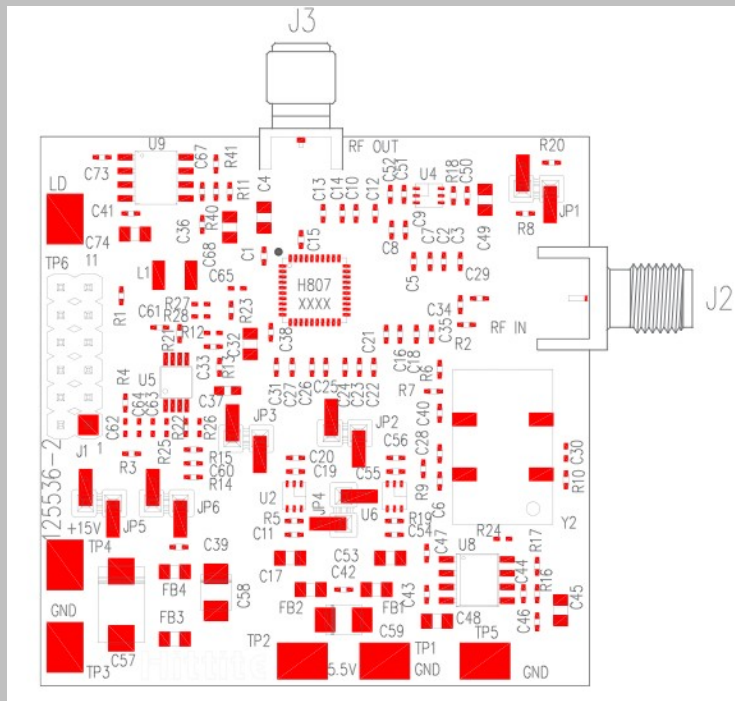 J3
RF OUT
U9
C73
C67
R41
LD
C41
C74
R11
C4
R40
C36
C68
C13
C14
C10
C12
C52
C51
U4
R18
C50
R20
JP1
R8
C49
C9
C8
C7
C2
C3
C5
C29
C1
C15
H807
XXXX
TP6
11
L1
C65
R1
C61
R27
R28
R23
R21
R12
C33
C32
C38
C34
C35
R2
RF IN
J2
C21
C16
C18
U5
R13
C37
C31
C27
C26
C25
C24
C23
C22
R7
R6
R4
C64
C63
C62
R22
R26
R25
JP3
JP2
C40
C28
J1
1
R3
R15
C60
R14
C20
C19
C56
C55
C30
R10
R9
C6
Y2
125536-2
JP5
JP6
U2
JP4
U6
R5
C11
R19
C54
+15V
TP4
C39
C17
C53
C47
U8
R24
R17
R16
C44
C46
C45
FB4
C58
FB2
C42
FB1
C43
C48
GND
FB3
C59
C57
TP3
Hittite
TP2
5.5V
TP1
GND
TP5
GND